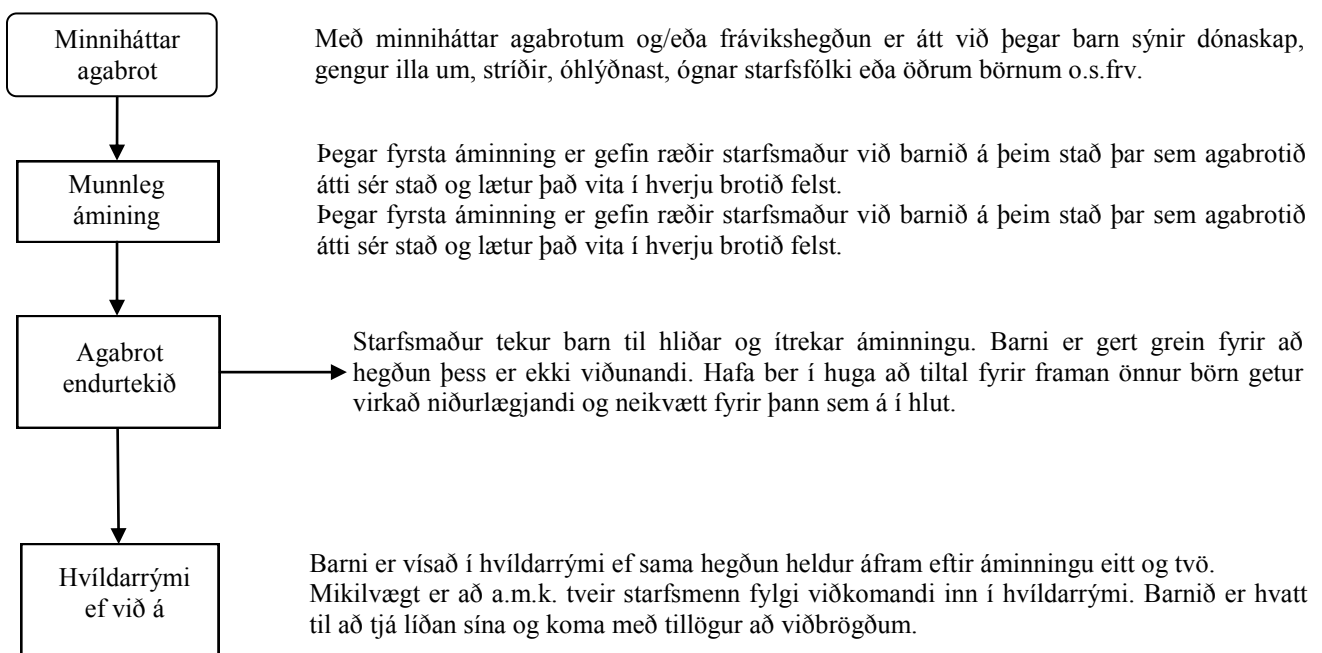 Minniháttar
agabrot
Með minniháttar agabrotum og/eða frávikshegðun er átt við þegar barn sýnir dónaskap,
gengur illa um, stríðir, óhlýðnast, ógnar starfsfólki eða öðrum börnum o.s.frv.
Munnleg
ámining
Þegar fyrsta áminning er gefin ræðir starfsmaður við barnið á þeim stað þar sem agabrotið
átti sér stað og lætur það vita í hverju brotið felst.
Þegar fyrsta áminning er gefin ræðir starfsmaður við barnið á þeim stað þar sem agabrotið
átti sér stað og lætur það vita í hverju brotið felst.
Agabrot
endurtekið
Starfsmaður tekur barn til hliðar og ítrekar áminningu. Barni er gert grein fyrir að
hegðun þess er ekki viðunandi. Hafa ber í huga að tiltal fyrir framan önnur börn getur
virkað niðurlægjandi og neikvætt fyrir þann sem á í hlut.
Hvíldarrými
ef við á
Barni er vísað í hvíldarrými ef sama hegðun heldur áfram eftir áminningu eitt og tvö.
Mikilvægt er að a.m.k. tveir starfsmenn fylgi viðkomandi inn í hvíldarrými. Barnið er hvatt
til að tjá líðan sína og koma með tillögur að viðbrögðum.